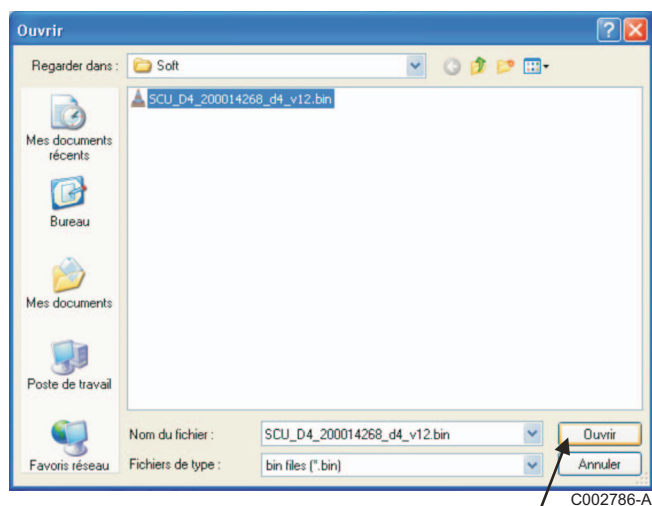 Ouvrir
Regarder dans : Soft
SCU_D4_200014268_d4_v12.bin
Mes documents
récents
Bureau
Mes documents
Poste de travail
Favoris réseau
Nom du fichier : SCU_D4_200014268_d4_v12.bin Ouvrir
Fichiers de type : bin files (*.bin) Annuler
C002786-A